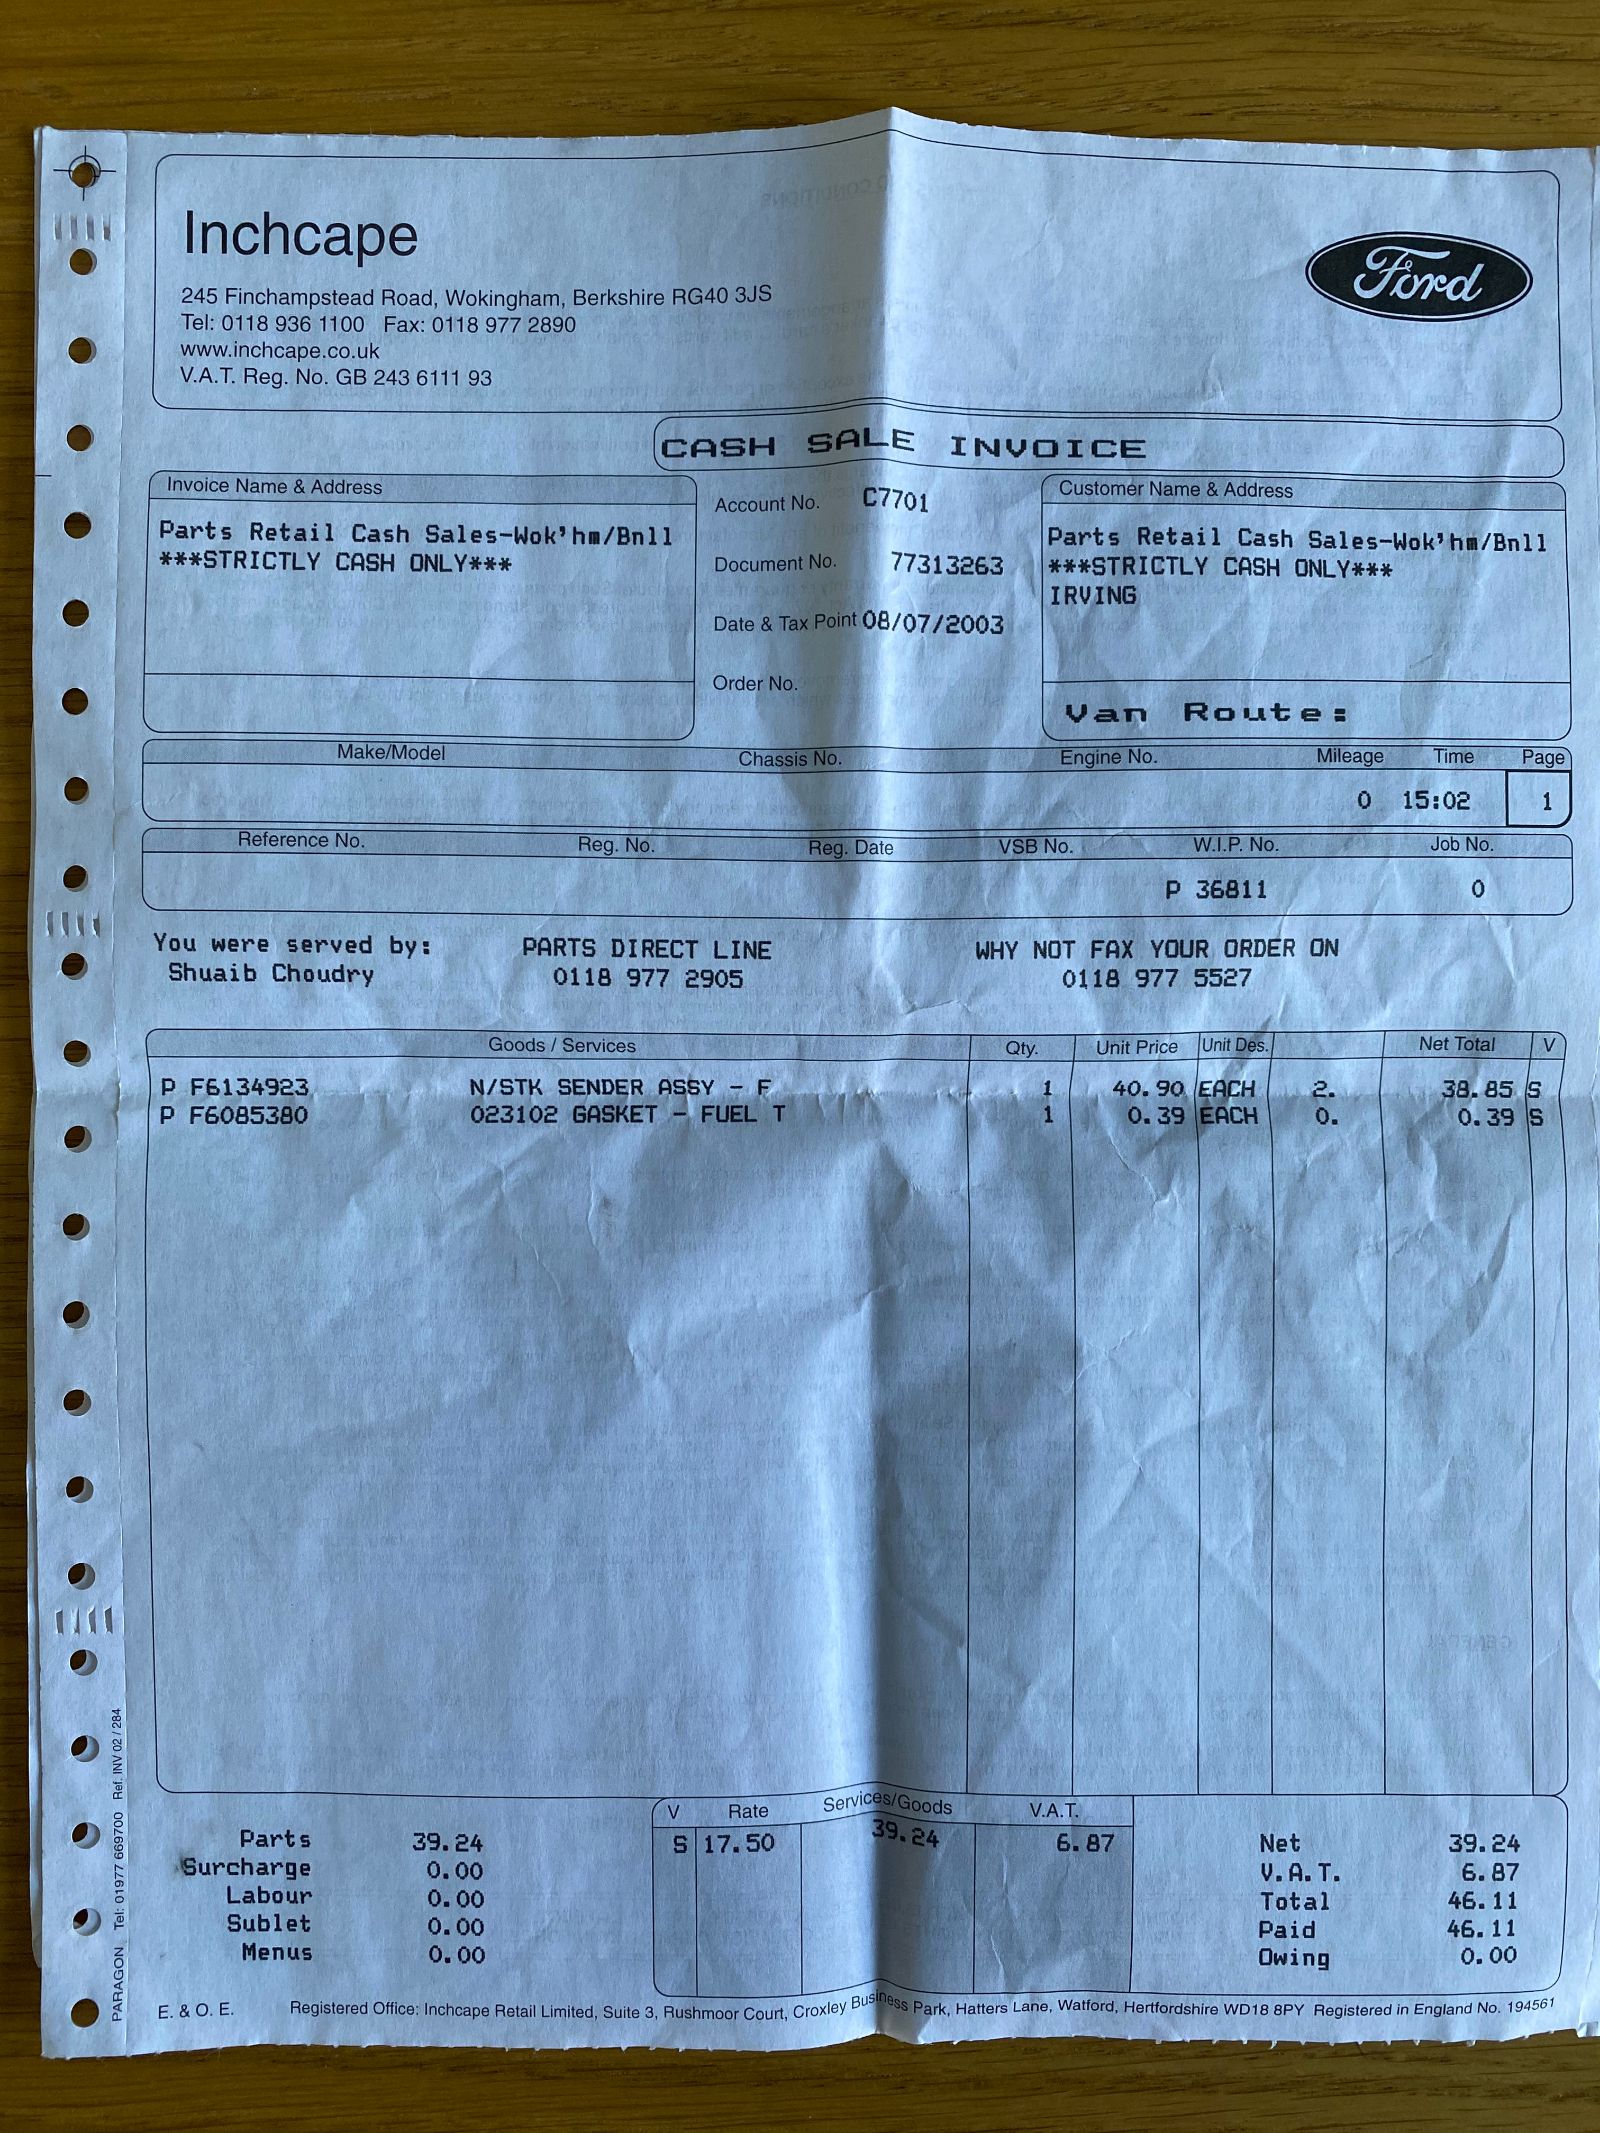 Inchcape
Ford
245 Finchampstead Road, Wokingham, Berkshire RG40 3JS
Tel: 0118 936 1100 Fax: 0118 977 2890
www.inchcape.co.uk
V.A.T. Reg. No. GB 243 6111 93
CASH SALE INVOICE
Invoice Name & Address
Parts Retail Cash Sales-Wok'hm/Bnll
***STRICTLY CASH ONLY***
Account No. C7701
Document No. 77313263
Date & Tax Point 08/07/2003
Order No.
Customer Name & Address
Parts Retail Cash Sales-Wok'hm/Bnll
***STRICTLY CASH ONLY***
IRVING
Van Route:
Make/Model Chassis No. Engine No. Mileage Time Page
0 15:02 1
Reference No. Reg. No. Reg. Date VSB No. W.I.P. No. Job No.
P 36811 0
You were served by: PARTS DIRECT LINE WHY NOT FAX YOUR ORDER ON
Shuaib Choudry 0118 977 2905 0118 977 5527
Goods / Services Qty. Unit Price Unit Des. Net Total V
P F6134923 N/STK SENDER ASSY - F 1 40.90 EACH 2. 38.85 S
P F6085380 023102 GASKET - FUEL T 1 0.39 EACH 0. 0.39 S
Parts 39.24
Surcharge 0.00
Labour 0.00
Sublet 0.00
Menus 0.00
V Rate Services/Goods V.A.T.
S 17.50 39.24 6.87
Net 39.24
V.A.T. 6.87
Total 46.11
Paid 46.11
Owing 0.00
E. & O. E. Registered Office: Inchcape Retail Limited, Suite 3, Rushmoor Court, Croxley Business Park, Hatters Lane, Watford, Hertfordshire WD18 8PY Registered in England No. 194561
PARAGON Tel: 01977 669700 Ref. INV 02 / 284